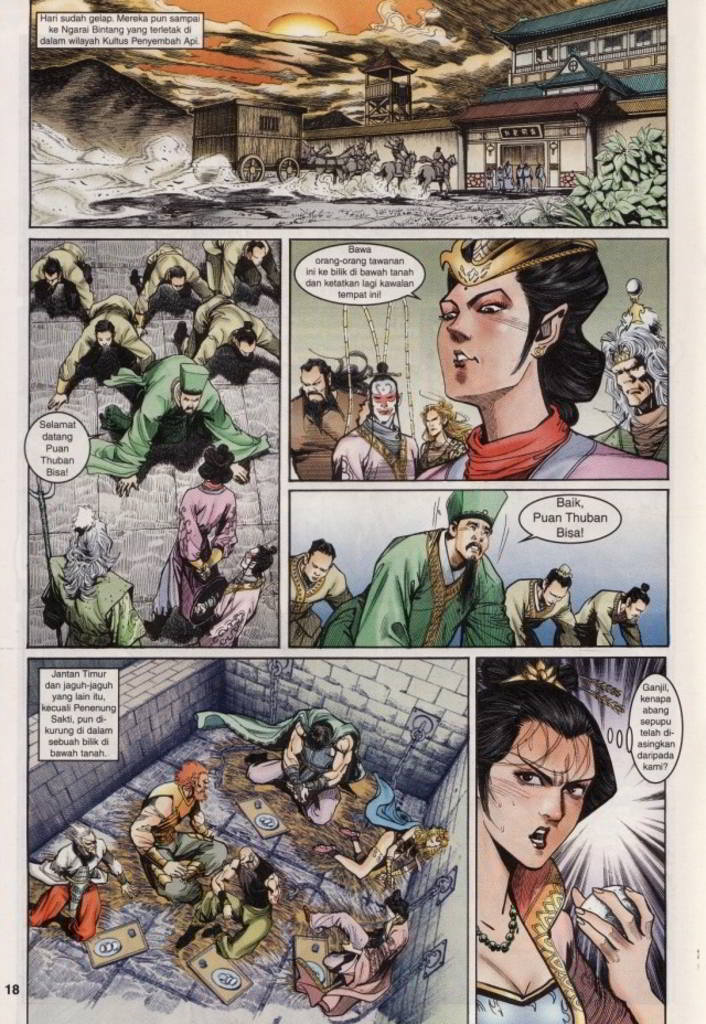 Hari sudah gelap. Mereka pun sampai
ke Ngarai Bintang yang terletak di
dalam wilayah Kultus Penyembah Api.
Selamat
datang
Puan
Thuban
Bisa!
Bawa
orang-orang tawanan
ini ke bilik di bawah tanah
dan ketatkan lagi kawalan
tempat ini!
Baik,
Puan Thuban
Bisa!
Jantan Timur
dan jaguh-jaguh
yang lain itu,
kecuali Penenung
Sakti, pun di-
kurung di dalam
sebuah bilik di
bawah tanah.
Ganjil,
kenapa
abang
sepupu
telah di-
asingkan
daripada
kami?
18